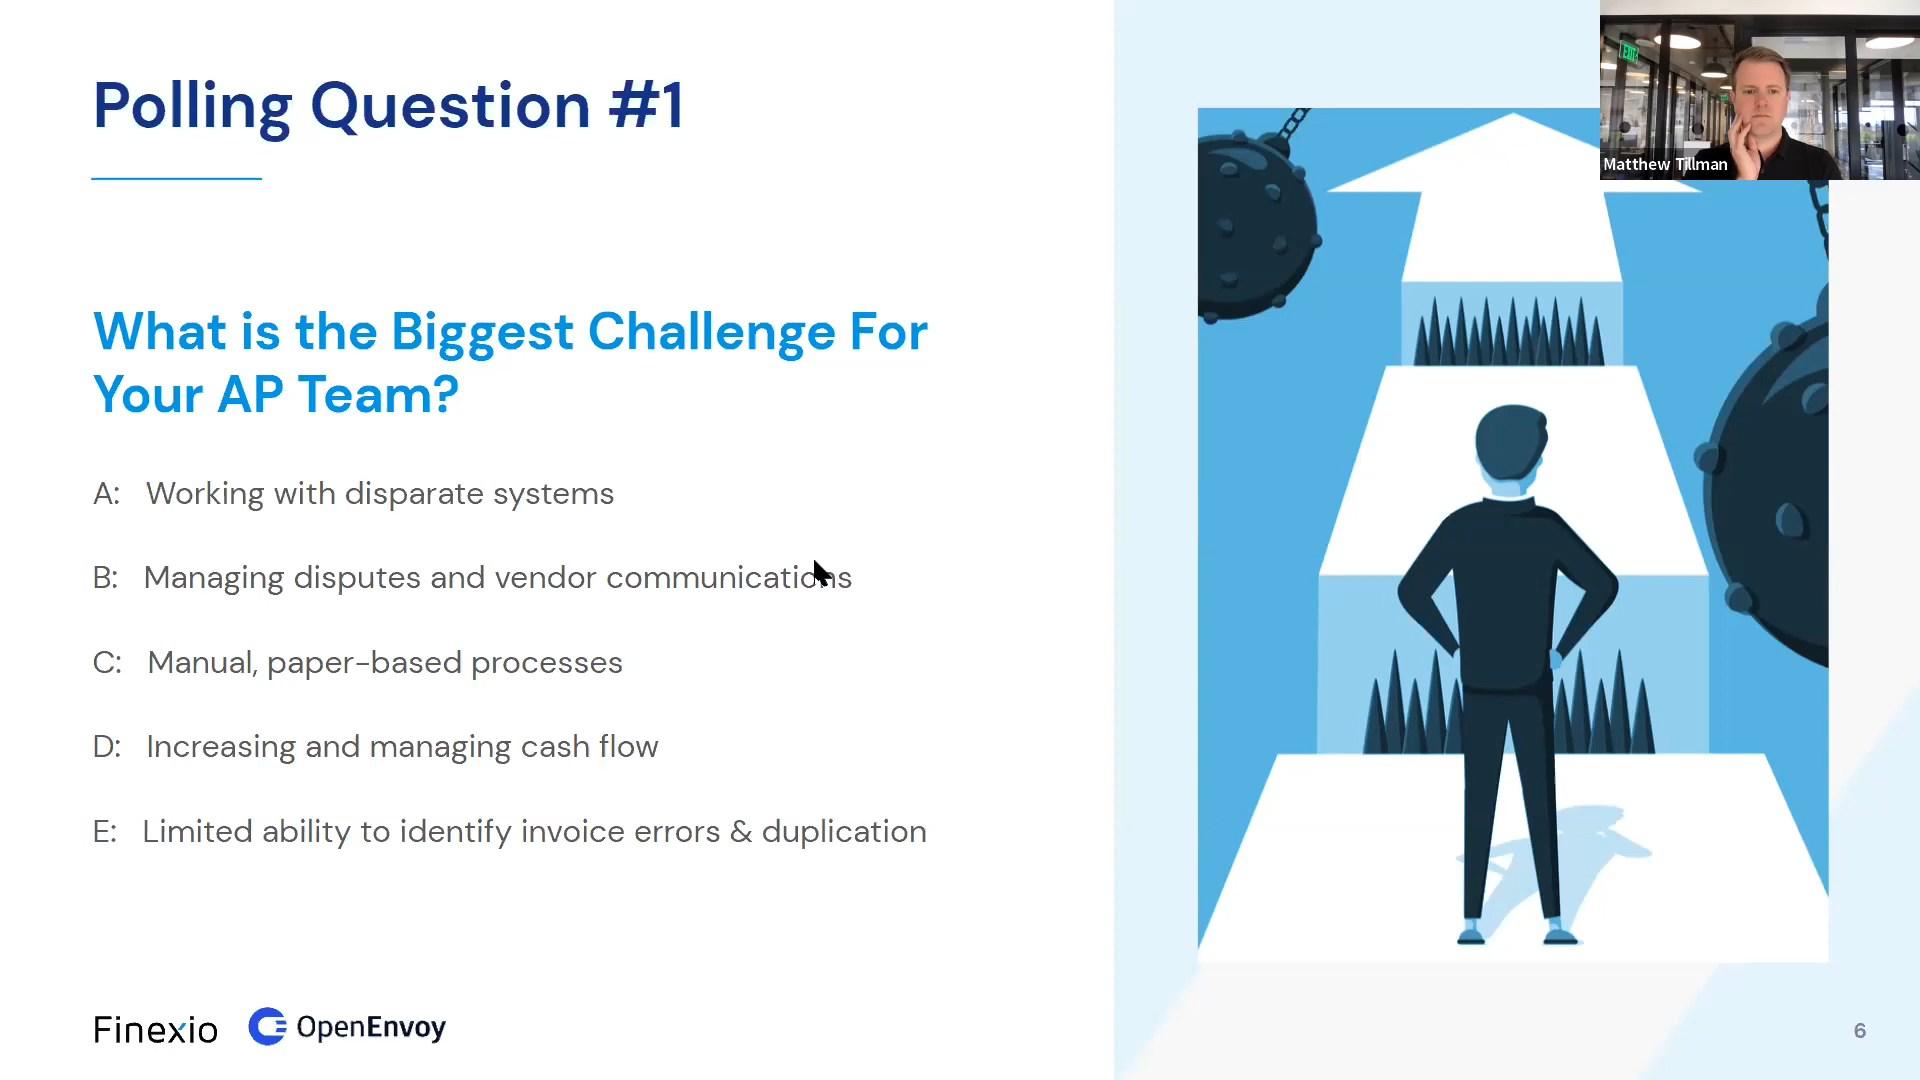 Polling Question #1
EXIT
Matthew Tillman
What is the Biggest Challenge For
Your AP Team?
A: Working with disparate systems
B: Managing disputes and vendor communications
C: Manual, paper-based processes
D: Increasing and managing cash flow
E: Limited ability to identify invoice errors & duplication
Finexio
OpenEnvoy
6